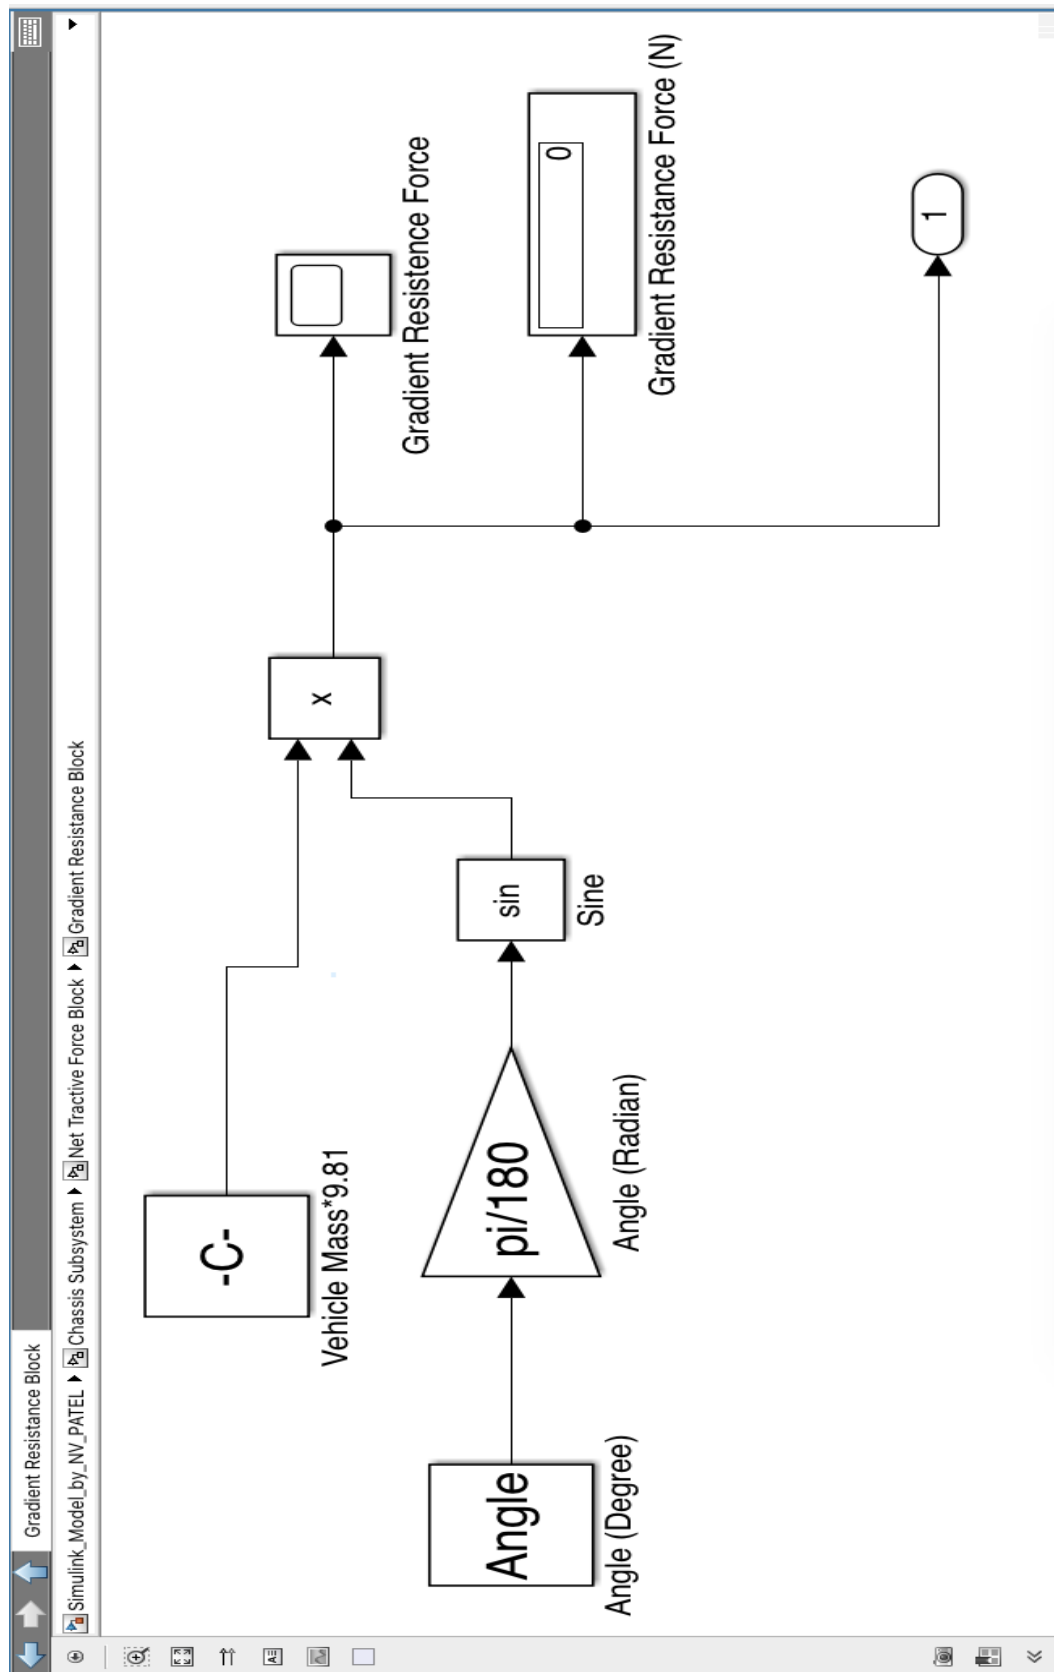 Gradient Resistance Block
Simulink_Model_by_NV_PATEL Chassis Subsystem Net Tractive Force Block Gradient Resistance Block
-C-
Vehicle Mass*9.81
x
Gradient Resistence Force
Angle
Angle (Degree)
pi/180
Angle (Radian)
sin
Sine
0
Gradient Resistance Force (N)
1